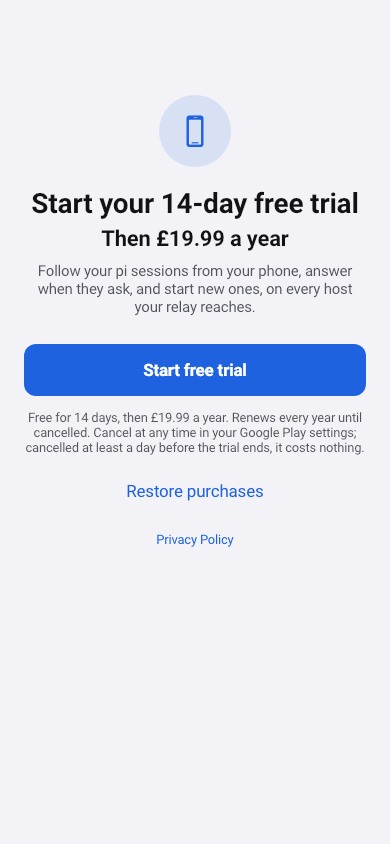 Start your 14-day free trial
Then £19.99 a year
Follow your pi sessions from your phone, answer
when they ask, and start new ones, on every host
your relay reaches.
Start free trial
Free for 14 days, then £19.99 a year. Renews every year until
cancelled. Cancel at any time in your Google Play settings;
cancelled at least a day before the trial ends, it costs nothing.
Restore purchases
Privacy Policy